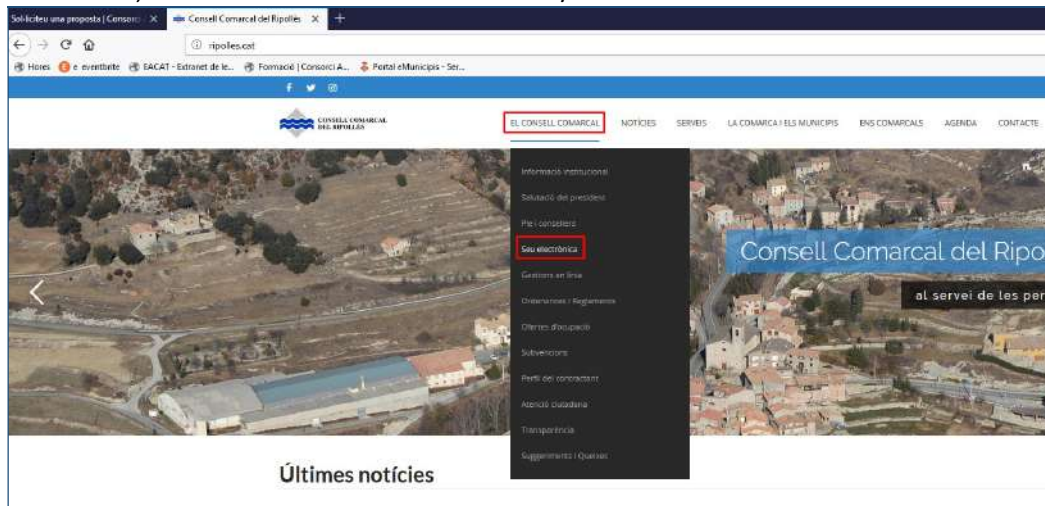 Sol·liciteu una proposta | Consorci
Consell Comarcal del Ripollès
ripolles.cat
Hores
e eventbrite
EACAT - Extranet de le...
Formació | Consorci A...
Portal eMunicipis - Ser...
CONSELL COMARCAL
DEL RIPOLLÈS
EL CONSELL COMARCAL
NOTÍCIES
SERVEIS
LA COMARCA I ELS MUNICIPIS
ENS COMARCALS
AGENDA
CONTACTE
Informació institucional
Salutació del president
Ple i consellers
Seu electrònica
Gestions en línia
Ordenances i Reglaments
Ofertes d'ocupació
Subvencions
Perfil del contractant
Atenció ciutadana
Transparència
Suggeriments i Queixes
Consell Comarcal del Ripo
al servei de les per
Últimes notícies